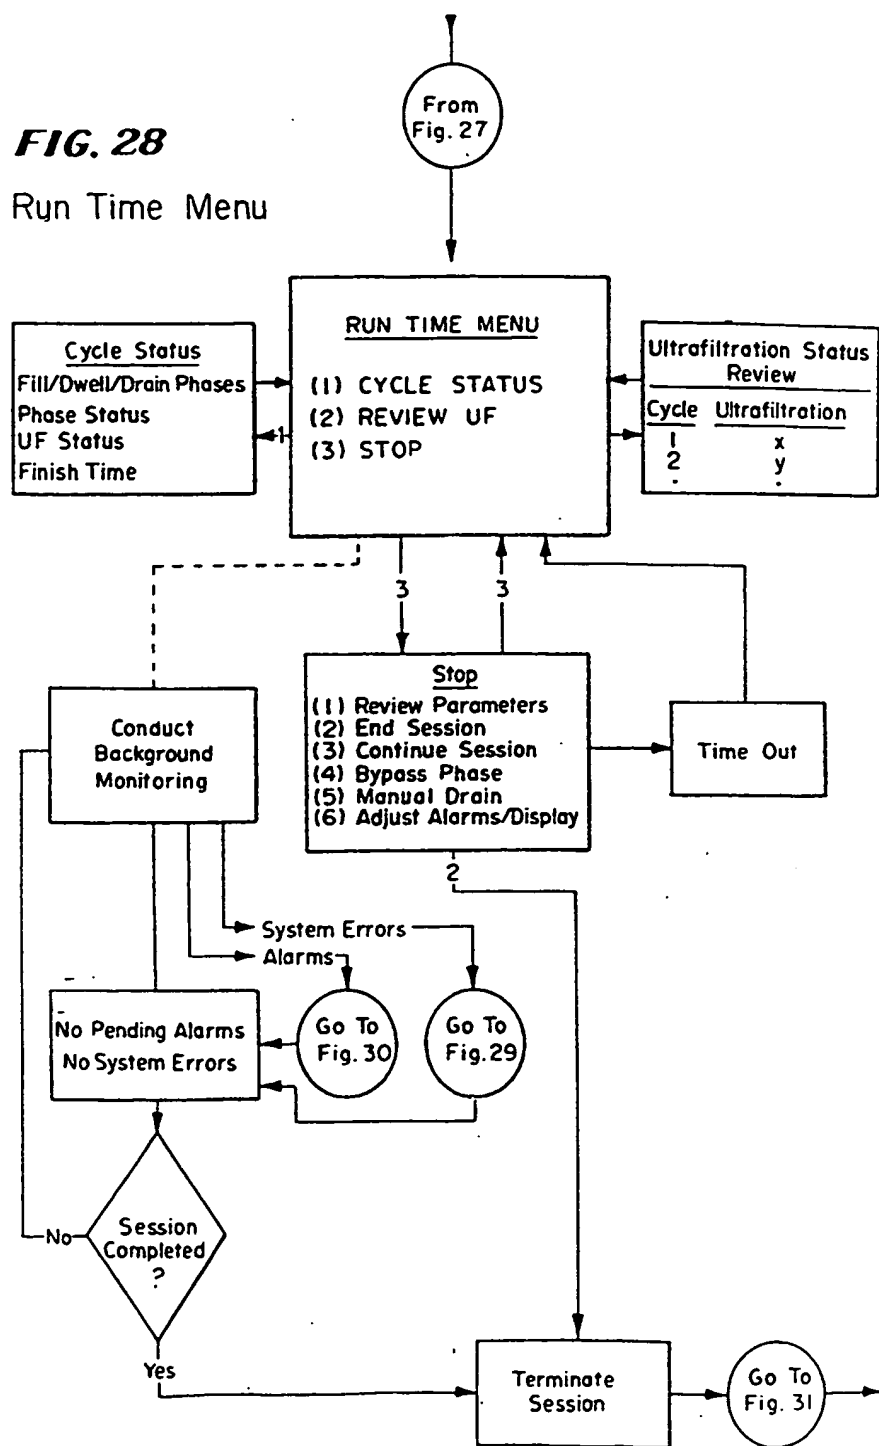 From
Fig. 27
FIG. 28
Run Time Menu
RUN TIME MENU
(1) CYCLE STATUS
(2) REVIEW UF
(3) STOP
Cycle Status
Fill/Dwell/Drain Phases
Phase Status
UF Status
Finish Time
1
Ultrafiltration Status
Review
Cycle Ultrafiltration
1 x
2 y
. .
3
3
Stop
(1) Review Parameters
(2) End Session
(3) Continue Session
(4) Bypass Phase
(5) Manual Drain
(6) Adjust Alarms/Display
Time Out
2
Conduct
Background
Monitoring
System Errors
Alarms
No Pending Alarms
No System Errors
Go To
Fig. 30
Go To
Fig. 29
Session
Completed
?
No
Yes
Terminate
Session
Go To
Fig. 31